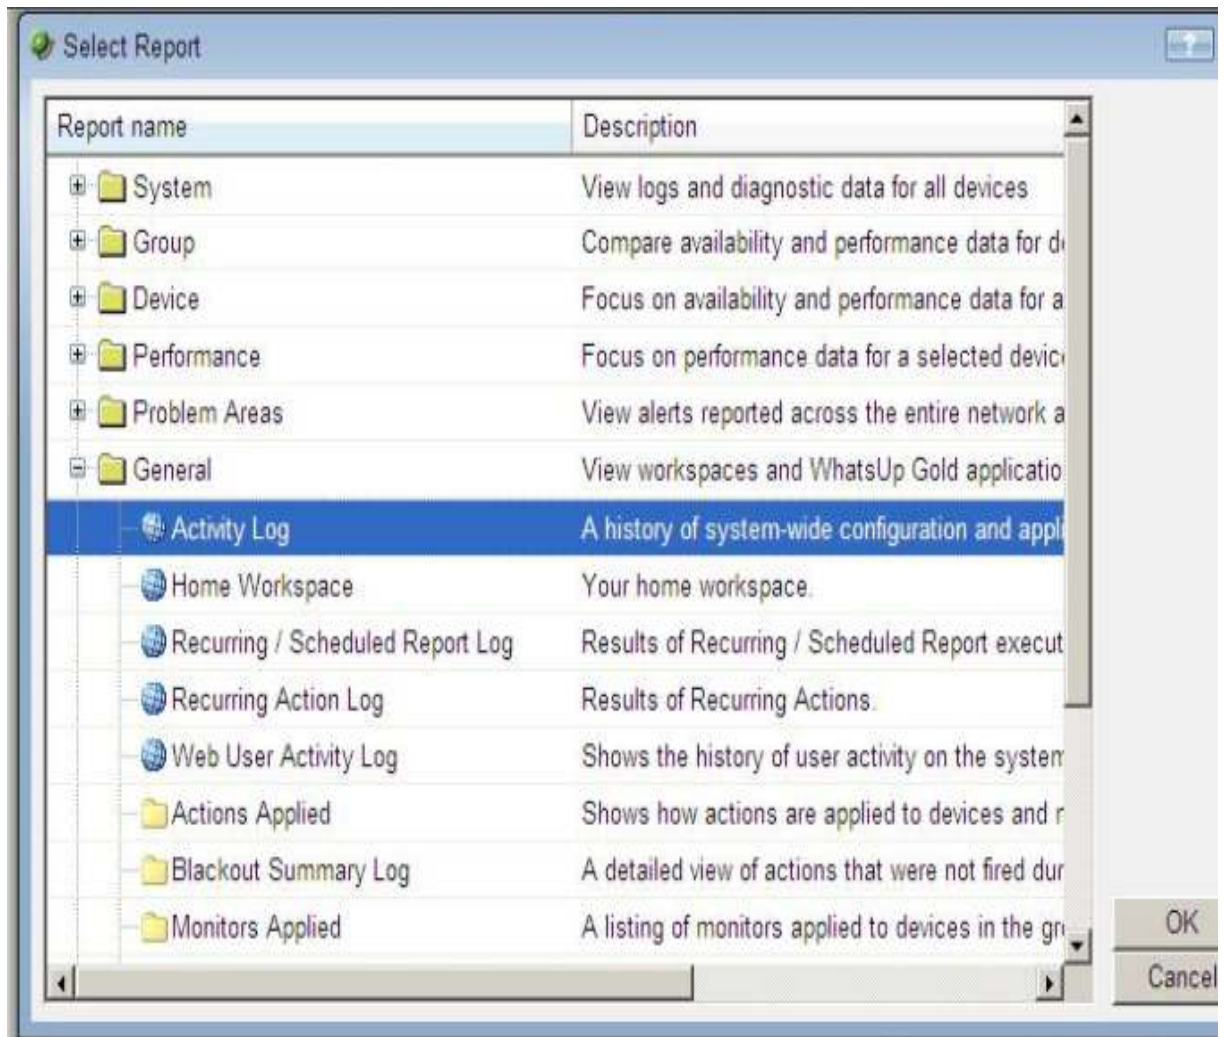 Select Report
?
Report name Description
System View logs and diagnostic data for all devices
Group Compare availability and performance data for
Device Focus on availability and performance data for a
Performance Focus on performance data for a selected
Problem Areas View alerts reported across the entire network a
General View workspaces and WhatsUp Gold applicatio
Activity Log A history of system-wide configuration and appli
Home Workspace Your home workspace.
Recurring / Scheduled Report Log Results of Recurring / Scheduled Report execut
Recurring Action Log Results of Recurring Actions.
Web User Activity Log Shows the history of user activity on the system
Actions Applied Shows how actions are applied to devices and
Blackout Summary Log A detailed view of actions that were not fired dur
Monitors Applied A listing of monitors applied to devices in the
OK
Cancel